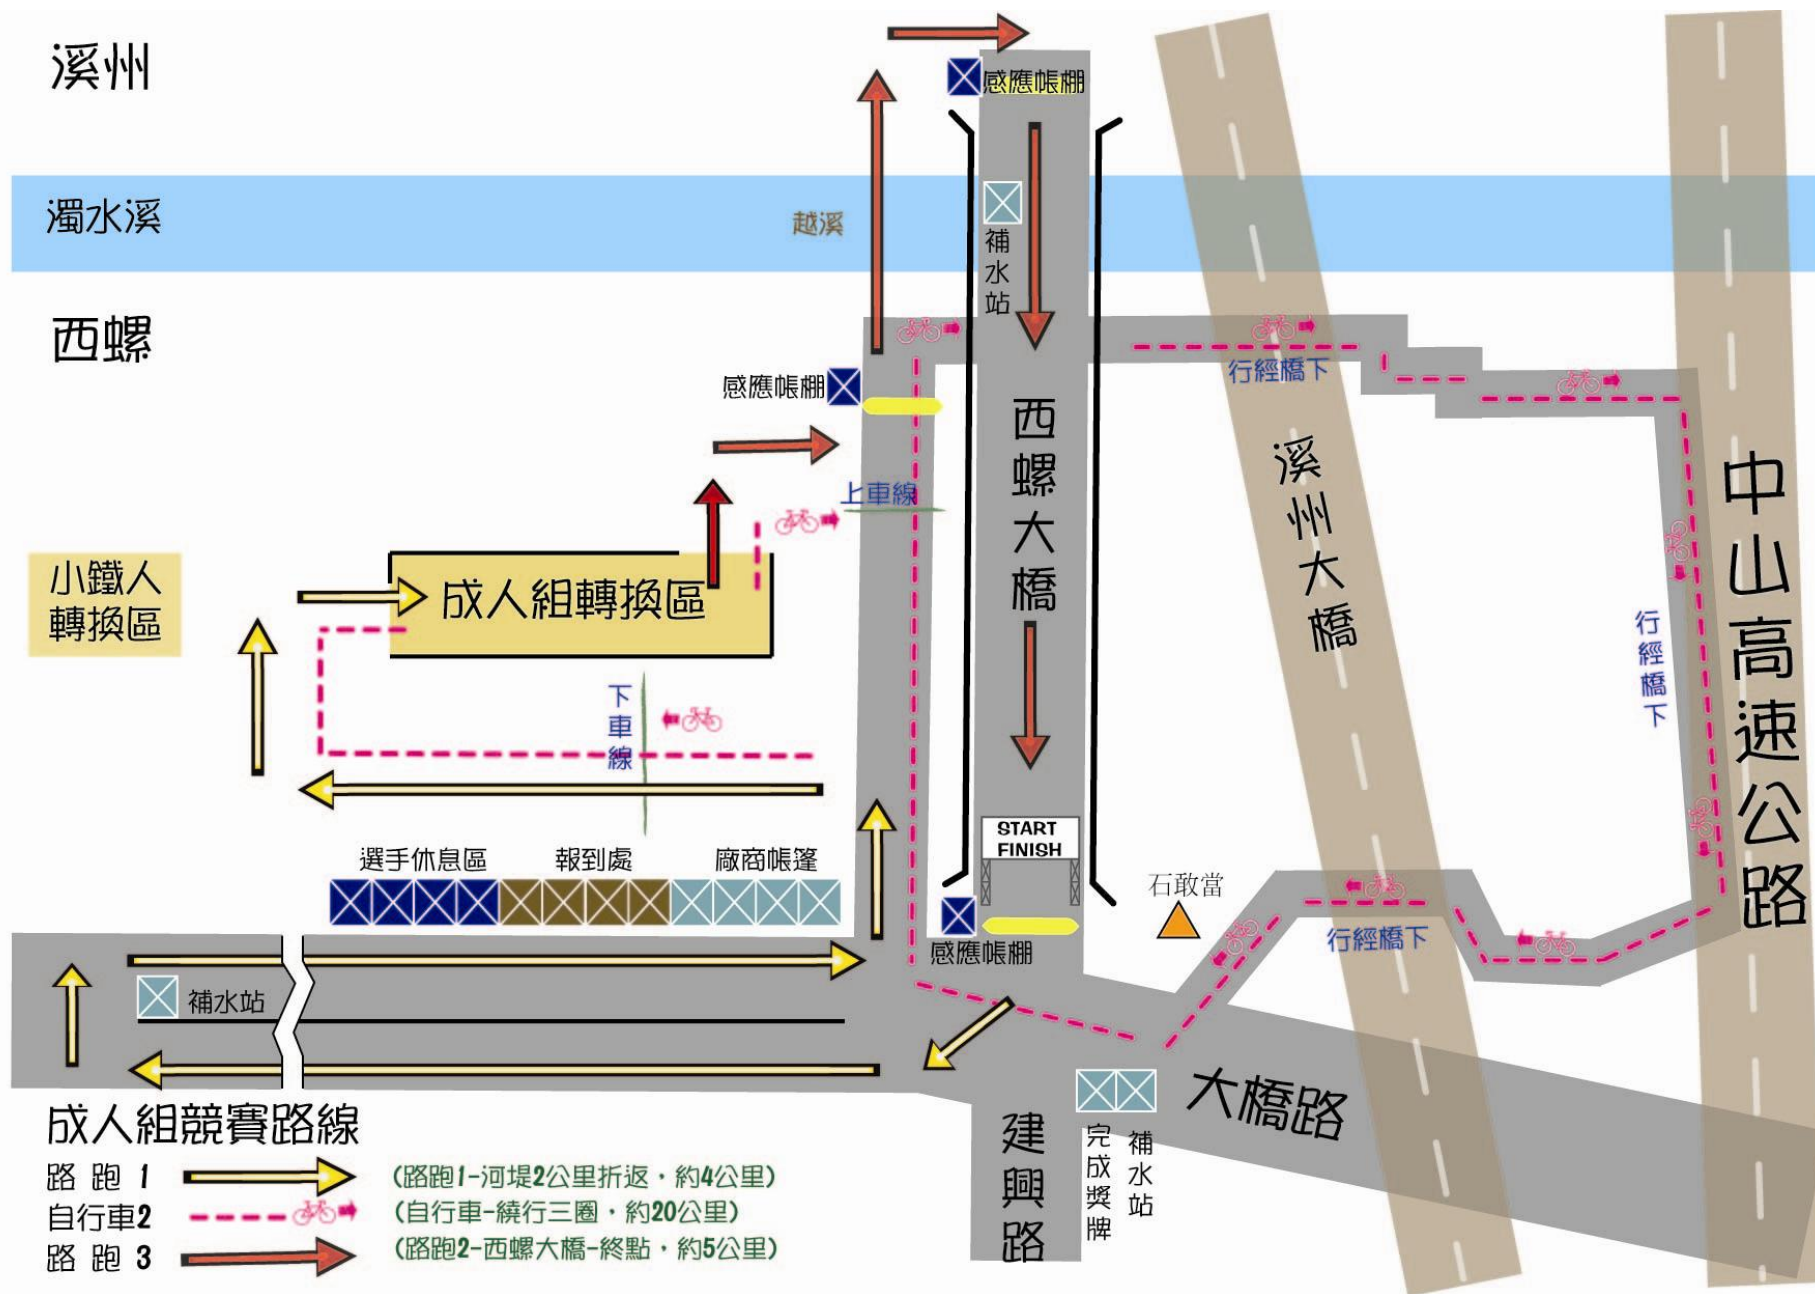 溪州
感應帳棚
濁水溪
越溪
補水站
西螺
行經橋下
感應帳棚
西螺大橋
溪州大橋
中山高速公路
上車線
小鐵人
轉換區
成人組轉換區
行經橋下
下車線
START
FINISH
選手休息區
報到處
廠商帳篷
石敢當
行經橋下
感應帳棚
補水站
大橋路
建興路
完成獎牌
補水站
成人組競賽路線
路跑1
(路跑1-河堤2公里折返，約4公里)
自行車2
(自行車-繞行三圈，約20公里)
路跑3
(路跑2-西螺大橋-終點，約5公里)